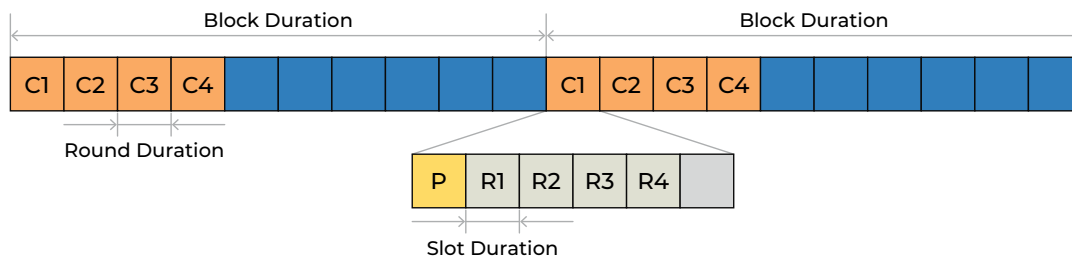 Block Duration Block Duration
C1 C2 C3 C4 C1 C2 C3 C4
Round Duration
P R1 R2 R3 R4
Slot Duration